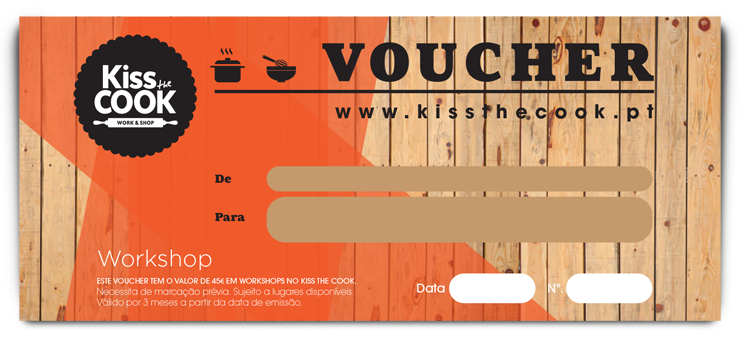 Kiss the
COOK
WORK & SHOP
VOUCHER
www.kissthecook.pt
De
Para
Workshop
ESTE VOUCHER TEM O VALOR DE 45€ EM WORKSHOPS NO KISS THE COOK.
Necessita de marcação prévia. Sujeito a lugares disponíveis.
Válido por 3 meses a partir da data de emissão.
Data
Nº.